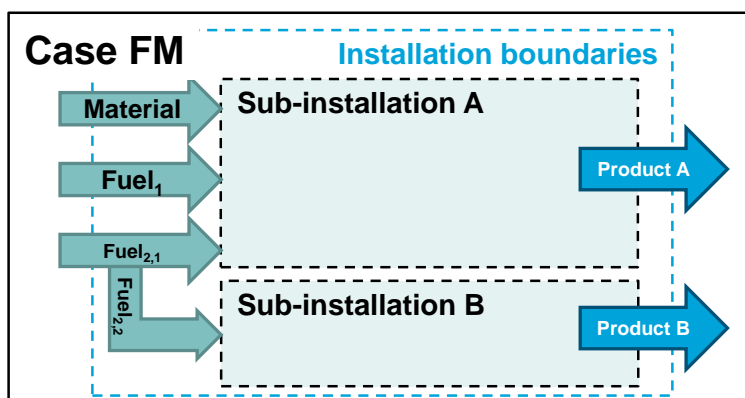 Case FM
Installation boundaries
Material
Sub-installation A
Product A
Fuel₁
Fuel₂,₁
Fuel₂,₂
Sub-installation B
Product B